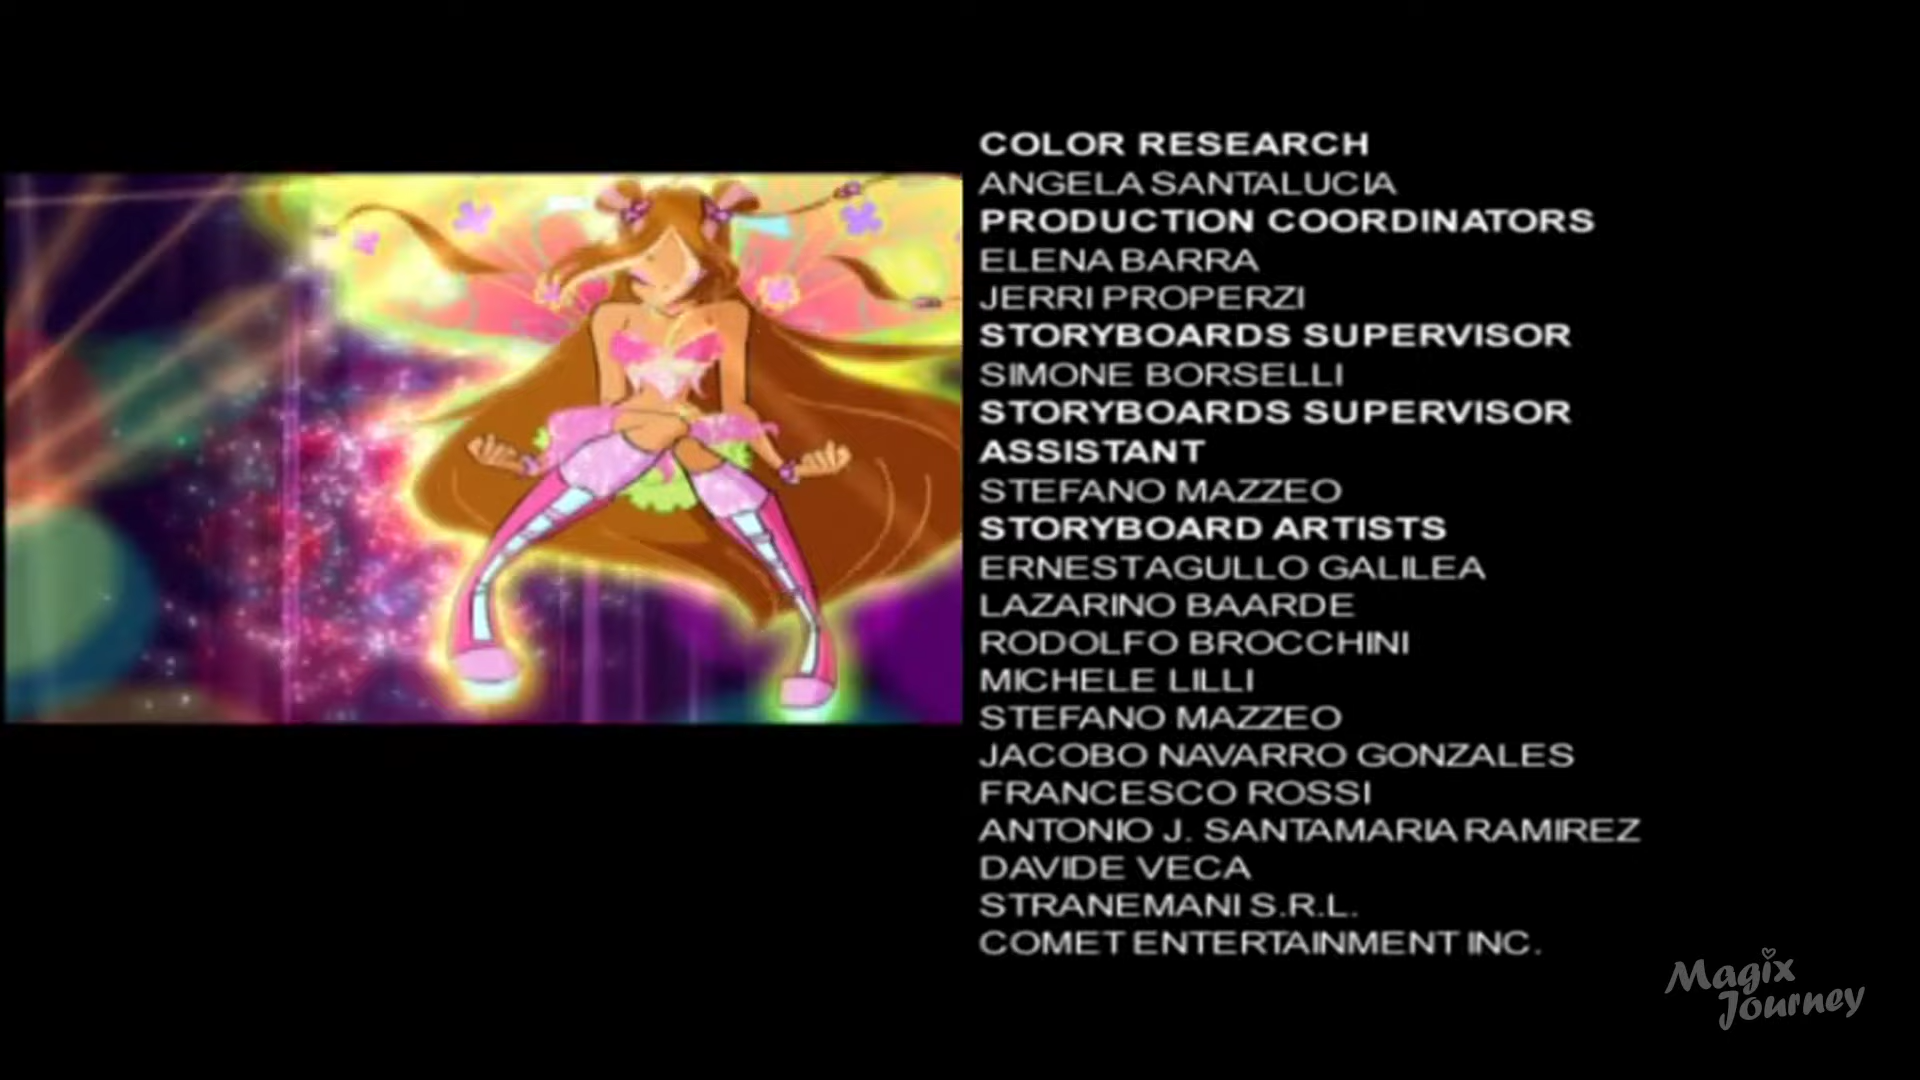 COLOR RESEARCH
ANGELA SANTALUCIA
PRODUCTION COORDINATORS
ELENA BARRA
JERRI PROPERZI
STORYBOARDS SUPERVISOR
SIMONE BORSELLI
STORYBOARDS SUPERVISOR
ASSISTANT
STEFANO MAZZEO
STORYBOARD ARTISTS
ERNESTAGULLO GALILEA
LAZARINO BAARDE
RODOLFO BROCCHINI
MICHELE LILLI
STEFANO MAZZEO
JACOBO NAVARRO GONZALES
FRANCESCO ROSSI
ANTONIO J. SANTAMARIA RAMIREZ
DAVIDE VECA
STRANEMANI S.R.L.
COMET ENTERTAINMENT INC.
Magix
Journey